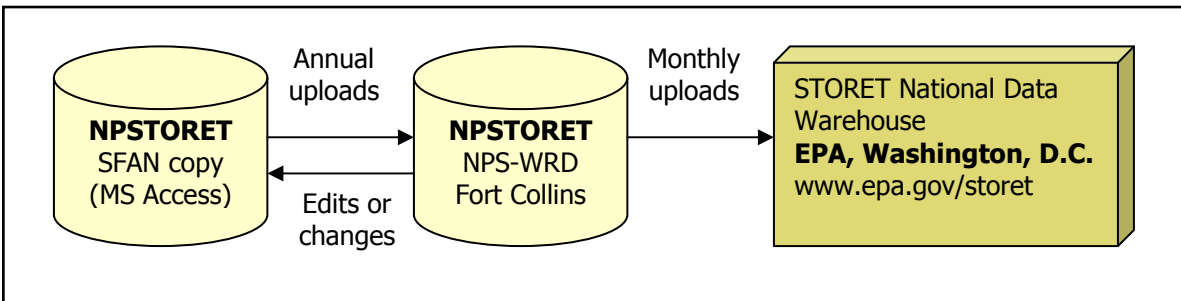 NPSTORET
SFAN copy
(MS Access)
Annual
uploads
Edits or
changes
NPSTORET
NPS-WRD
Fort Collins
Monthly
uploads
STORET National Data
Warehouse
EPA, Washington, D.C.
www.epa.gov/storet